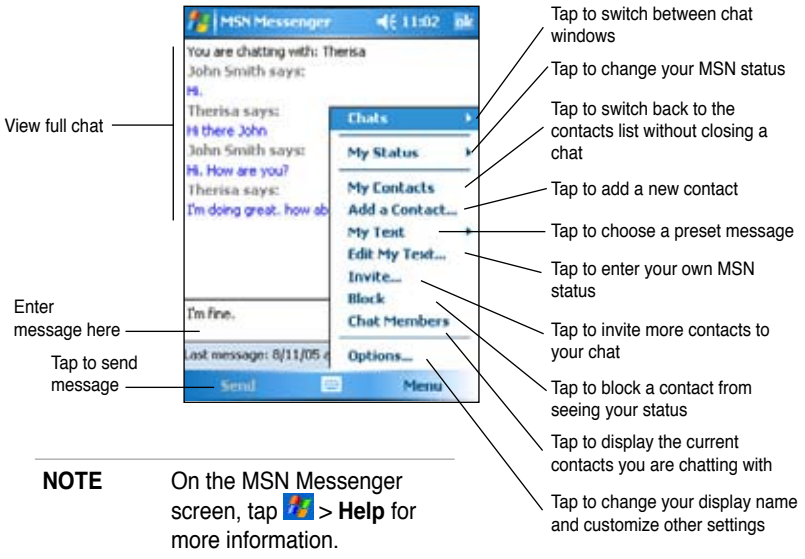 MSN Messenger 11:02 ok
You are chatting with: Therisa
John Smith says:
Hi.
Therisa says:
Hi there John
John Smith says:
Hi. How are you?
Therisa says:
I'm doing great. how ab
I'm fine.
Last message: 8/11/05
Send Menu
Chats
My Status
My Contacts
Add a Contact...
My Text
Edit My Text...
Invite...
Block
Chat Members
Options...
View full chat
Enter
message here
Tap to send
message
Tap to switch between chat
windows
Tap to change your MSN status
Tap to switch back to the
contacts list without closing a
chat
Tap to add a new contact
Tap to choose a preset message
Tap to enter your own MSN
status
Tap to invite more contacts to
your chat
Tap to block a contact from
seeing your status
Tap to display the current
contacts you are chatting with
Tap to change your display name
and customize other settings
NOTE On the MSN Messenger
screen, tap > Help for
more information.